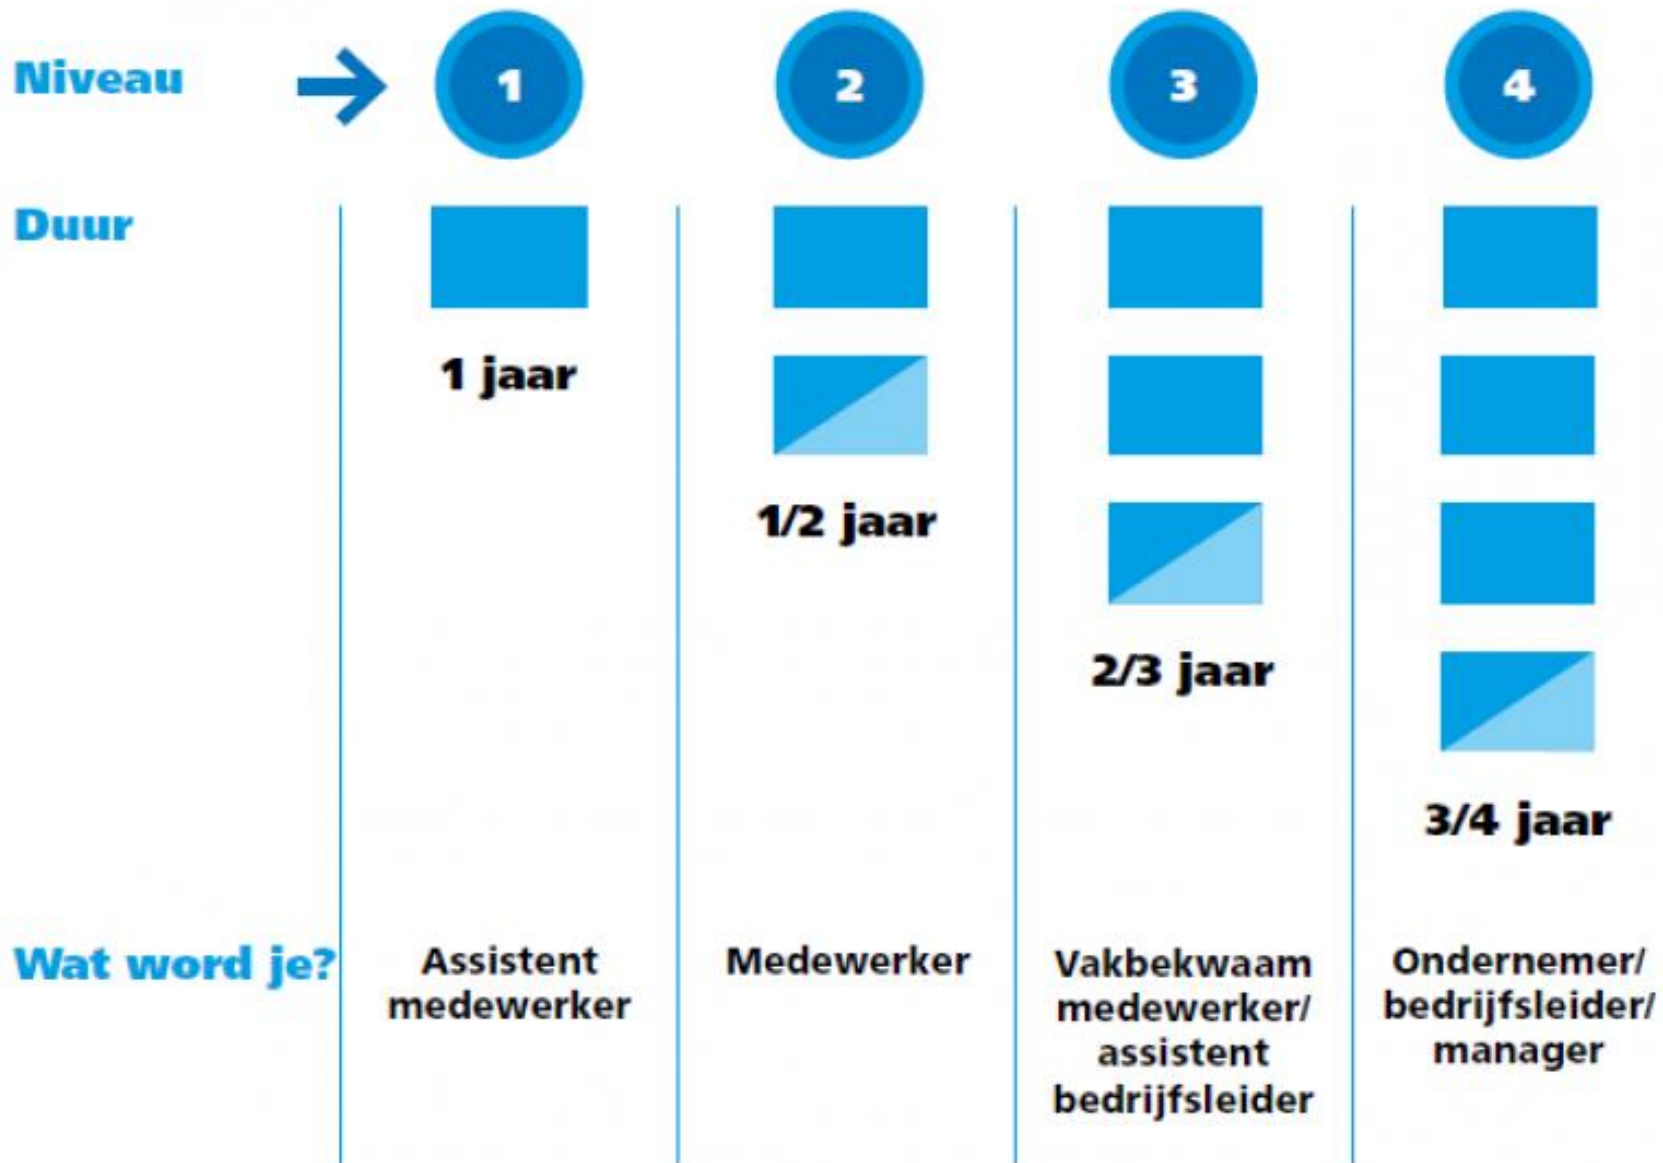 Niveau
1
2
3
4
Duur
1 jaar
1/2 jaar
2/3 jaar
3/4 jaar
Wat word je?
Assistent
medewerker
Medewerker
Vakbekwaam
medewerker/
assistent
bedrijfsleider
Ondernemer/
bedrijfsleider/
manager